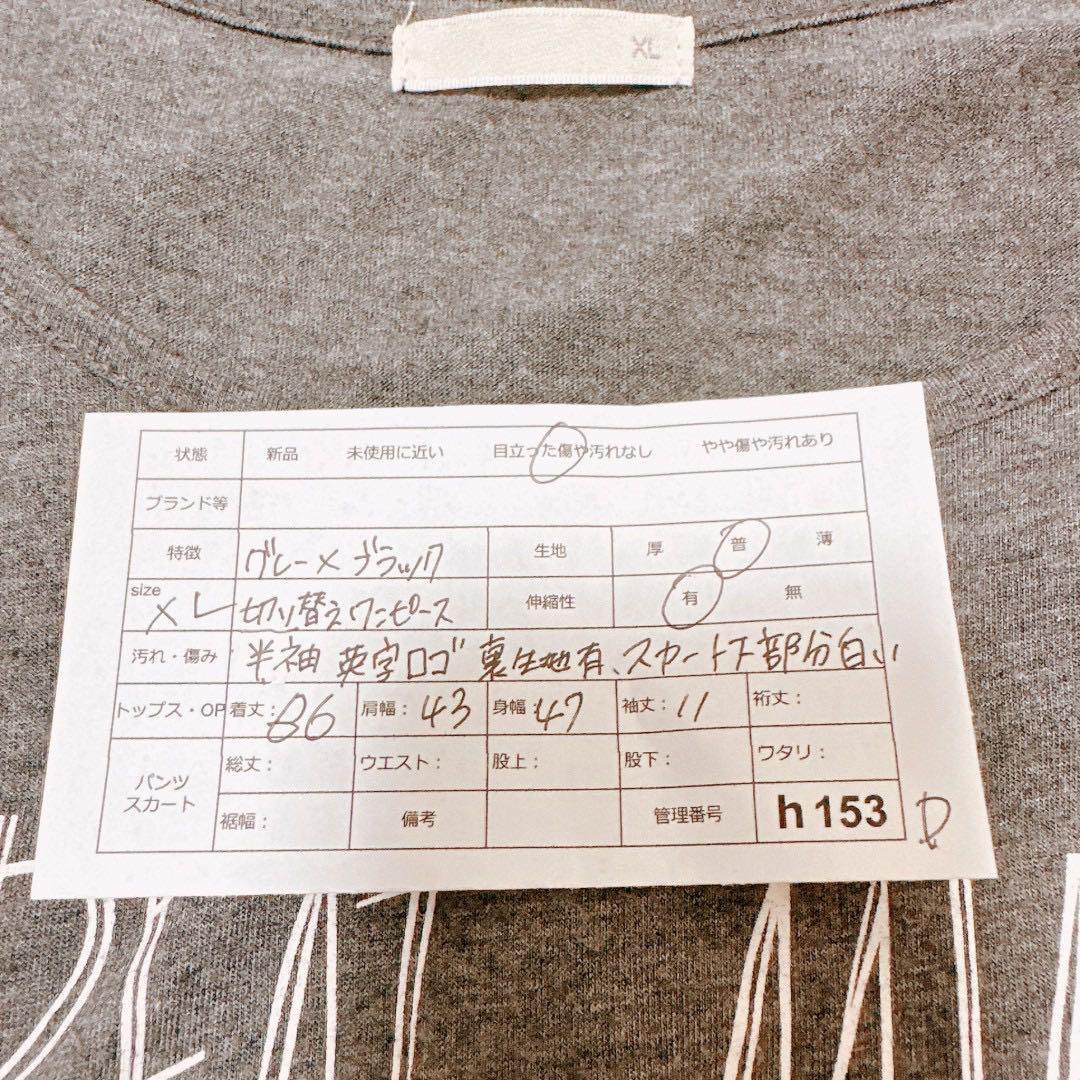 XL
状態 新品 未使用に近い 目立った傷や汚れなし やや傷や汚れあり
ブランド等
特徴 グレー×ブラック 生地 厚 普 薄
size XL 切り替えワンピース 伸縮性 有 無
汚れ・傷み 半袖 英字ロゴ 裏生地有、スカート下部分白い
トップス・OP 着丈: 86 肩幅: 43 身幅: 47 袖丈: 11 裄丈:
パンツ スカート 総丈: ウエスト: 股上: 股下: ワタリ:
裾幅: 備考 管理番号 h153 D